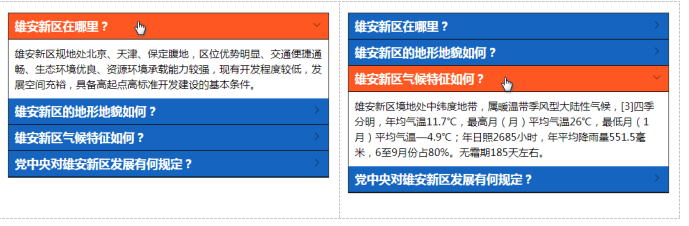 雄安新区在哪里？
雄安新区规地处北京、天津、保定腹地，区位优势明显、交通便捷通
畅、生态环境优良、资源环境承载能力较强，现有开发程度较低，发
展空间充裕，具备高起点高标准开发建设的基本条件。
雄安新区的地形地貌如何？
雄安新区气候特征如何？
党中央对雄安新区发展有何规定？
雄安新区在哪里？
雄安新区的地形地貌如何？
雄安新区气候特征如何？
雄安新区境地处中纬度地带，属暖温带季风型大陆性气候，[3]四季
分明，年均气温11.7℃，最高月（月）平均气温26℃，最低月（1
月）平均气温—4.9℃；年日照2685小时，年平均降雨量551.5毫
米，6至9月份占80%。无霜期185天左右。
党中央对雄安新区发展有何规定？